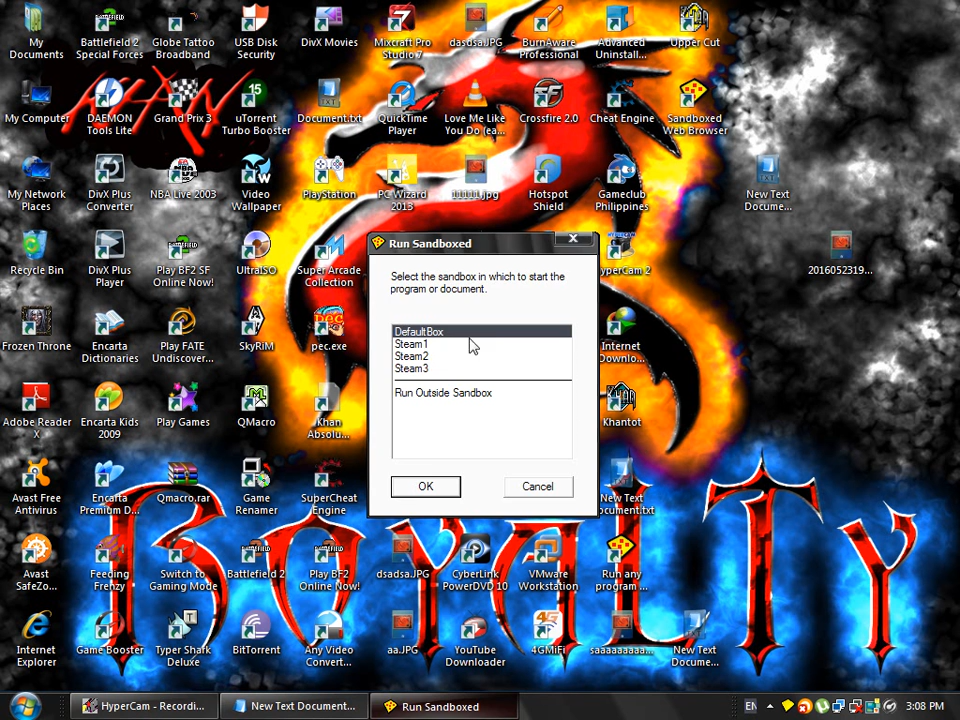 My
Documents
Battlefield 2
Special Forces
Globe Tattoo
Broadband
USB Disk
Security
DivX Movies
Mixcraft Pro
Studio 7
dasdsa.JPG
BurnAware
Professional
Advanced
Uninstall...
Upper Cut
My Computer
DAEMON
Tools Lite
Grand Prix 3
15
uTorrent
Turbo Booster
TXT
Document.txt
QuickTime
Player
Love Me Like
You Do (ea...
Crossfire 2.0
Cheat Engine
Sandboxed
Web Browser
My Network
Places
DivX Plus
Converter
NBA Live 2003
Video
Wallpaper
PlayStation
PC Wizard
2013
11111.jpg
Hotspot
Shield
Gameclub
Philippines
TXT
New Text
Docume...
Recycle Bin
DivX Plus
Player
Play BF2 SF
Online Now!
UltraISO
Super Arcade
Collection
HyperCam 2
2016052319...
Run Sandboxed
Select the sandbox in which to start the
program or document.
DefaultBox
Steam1
Steam2
Steam3
Run Outside Sandbox
OK
Cancel
Frozen Throne
Encarta
Dictionaries
Play FATE
Undiscover...
SkyRiM
pec
pec.exe
Internet
Downlo...
Adobe Reader
X
Encarta Kids
2009
Play Games
QMacro
Khan
Absolu...
Khantot
Avast Free
Antivirus
Encarta
Premium D...
Qmacro.rar
Game
Renamer
SuperCheat
Engine
New Text
Document.txt
Royalty
Avast
SafeZo...
Feeding
Frenzy
Switch to
Gaming Mode
Battlefield 2
Play BF2
Online Now!
dsadsa.JPG
CyberLink
PowerDVD 10
VMware
Workstation
Run any
program ...
Internet
Explorer
Game Booster
Typer Shark
Deluxe
BitTorrent
Any Video
Convert...
aa.JPG
YouTube
Downloader
4G
4GMiFi
New Text
Docume...
HyperCam - Recordi...
New Text Document...
Run Sandboxed
EN
3:08 PM